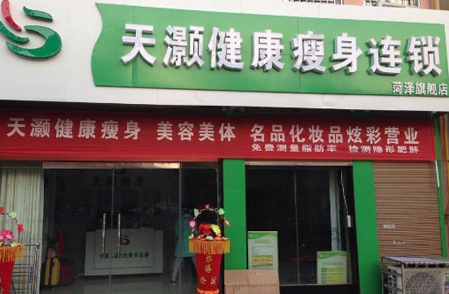 天灏健康瘦身连锁
菏泽旗舰店
天灏健康瘦身 美容美体 名品化妆品炫彩营业
免费测量脂肪率 检测隐形肥胖